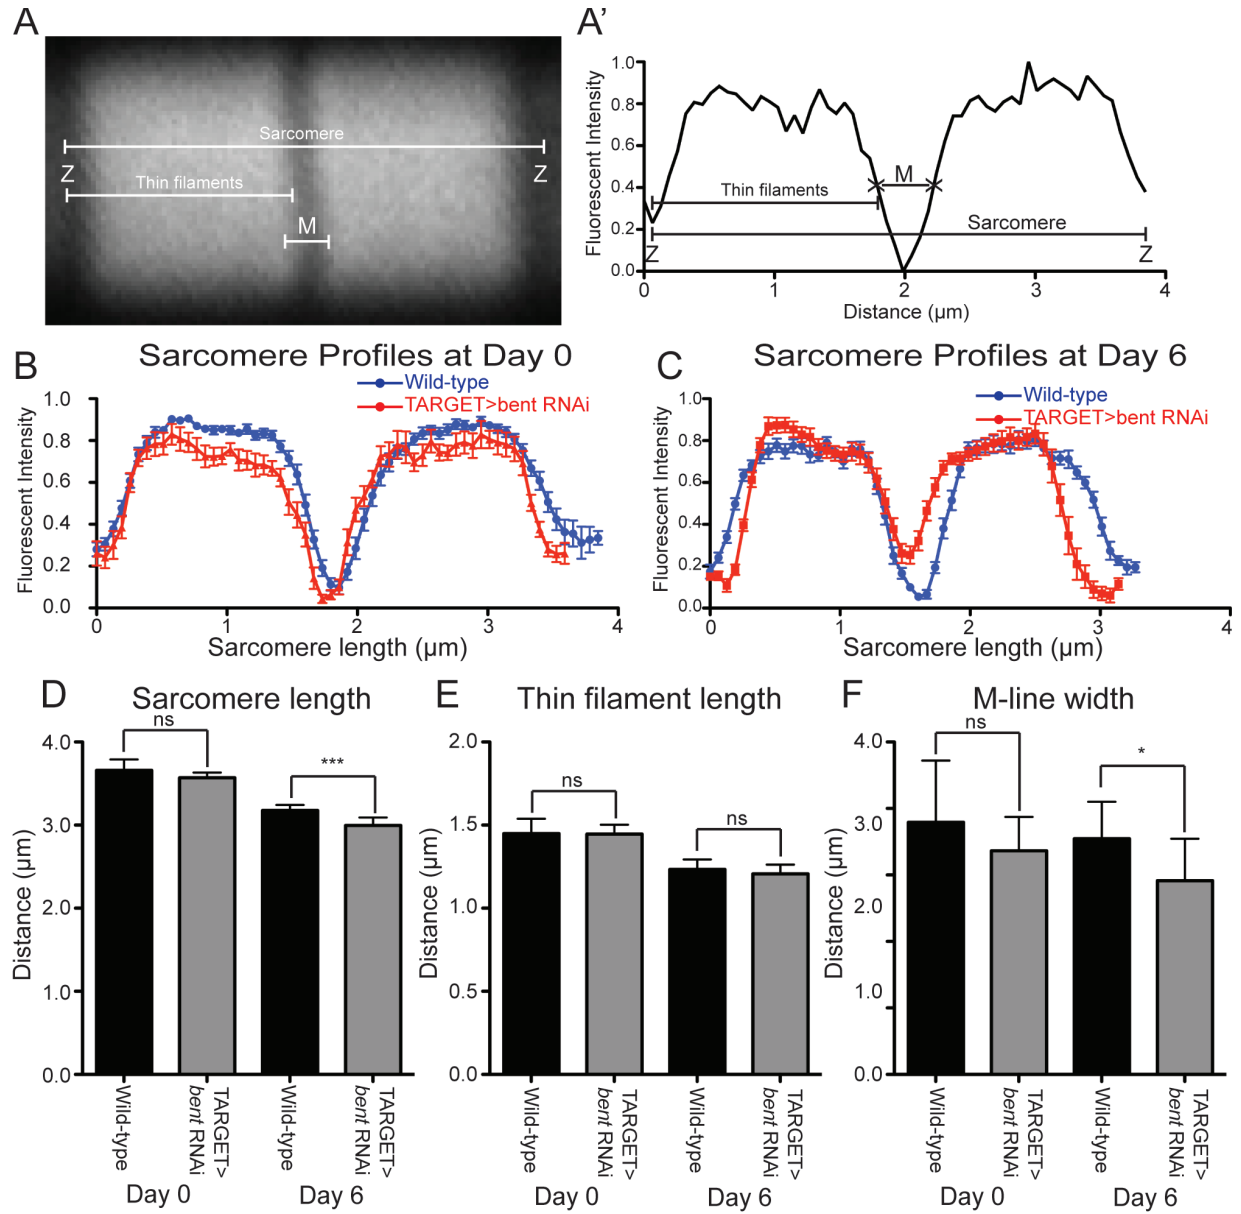 A
Sarcomere
Z
Z
Thin filaments
M
A'
Fluorescent Intensity
1.0
0.8
0.6
0.4
0.2
0.0
M
Thin filaments
Sarcomere
Z
Z
0
1
2
3
4
Distance (µm)
B
Sarcomere Profiles at Day 0
Wild-type
TARGET>bent RNAi
Fluorescent Intensity
1.0
0.8
0.6
0.4
0.2
0.0
0
1
2
3
4
Sarcomere length (µm)
C
Sarcomere Profiles at Day 6
Wild-type
TARGET>bent RNAi
Fluorescent Intensity
1.0
0.8
0.6
0.4
0.2
0.0
0
1
2
3
4
Sarcomere length (µm)
D
Sarcomere length
ns
***
Distance (µm)
4.0
3.0
2.0
1.0
0.0
Wild-type
TARGET>
bent RNAi
Wild-type
TARGET>
bent RNAi
Day 0
Day 6
E
Thin filament length
ns
ns
Distance (µm)
2.0
1.5
1.0
0.5
0.0
Wild-type
TARGET>
bent RNAi
Wild-type
TARGET>
bent RNAi
Day 0
Day 6
F
M-line width
ns
*
Distance (µm)
4.0
3.0
2.0
1.0
0.0
Wild-type
TARGET>
bent RNAi
Wild-type
TARGET>
bent RNAi
Day 0
Day 6